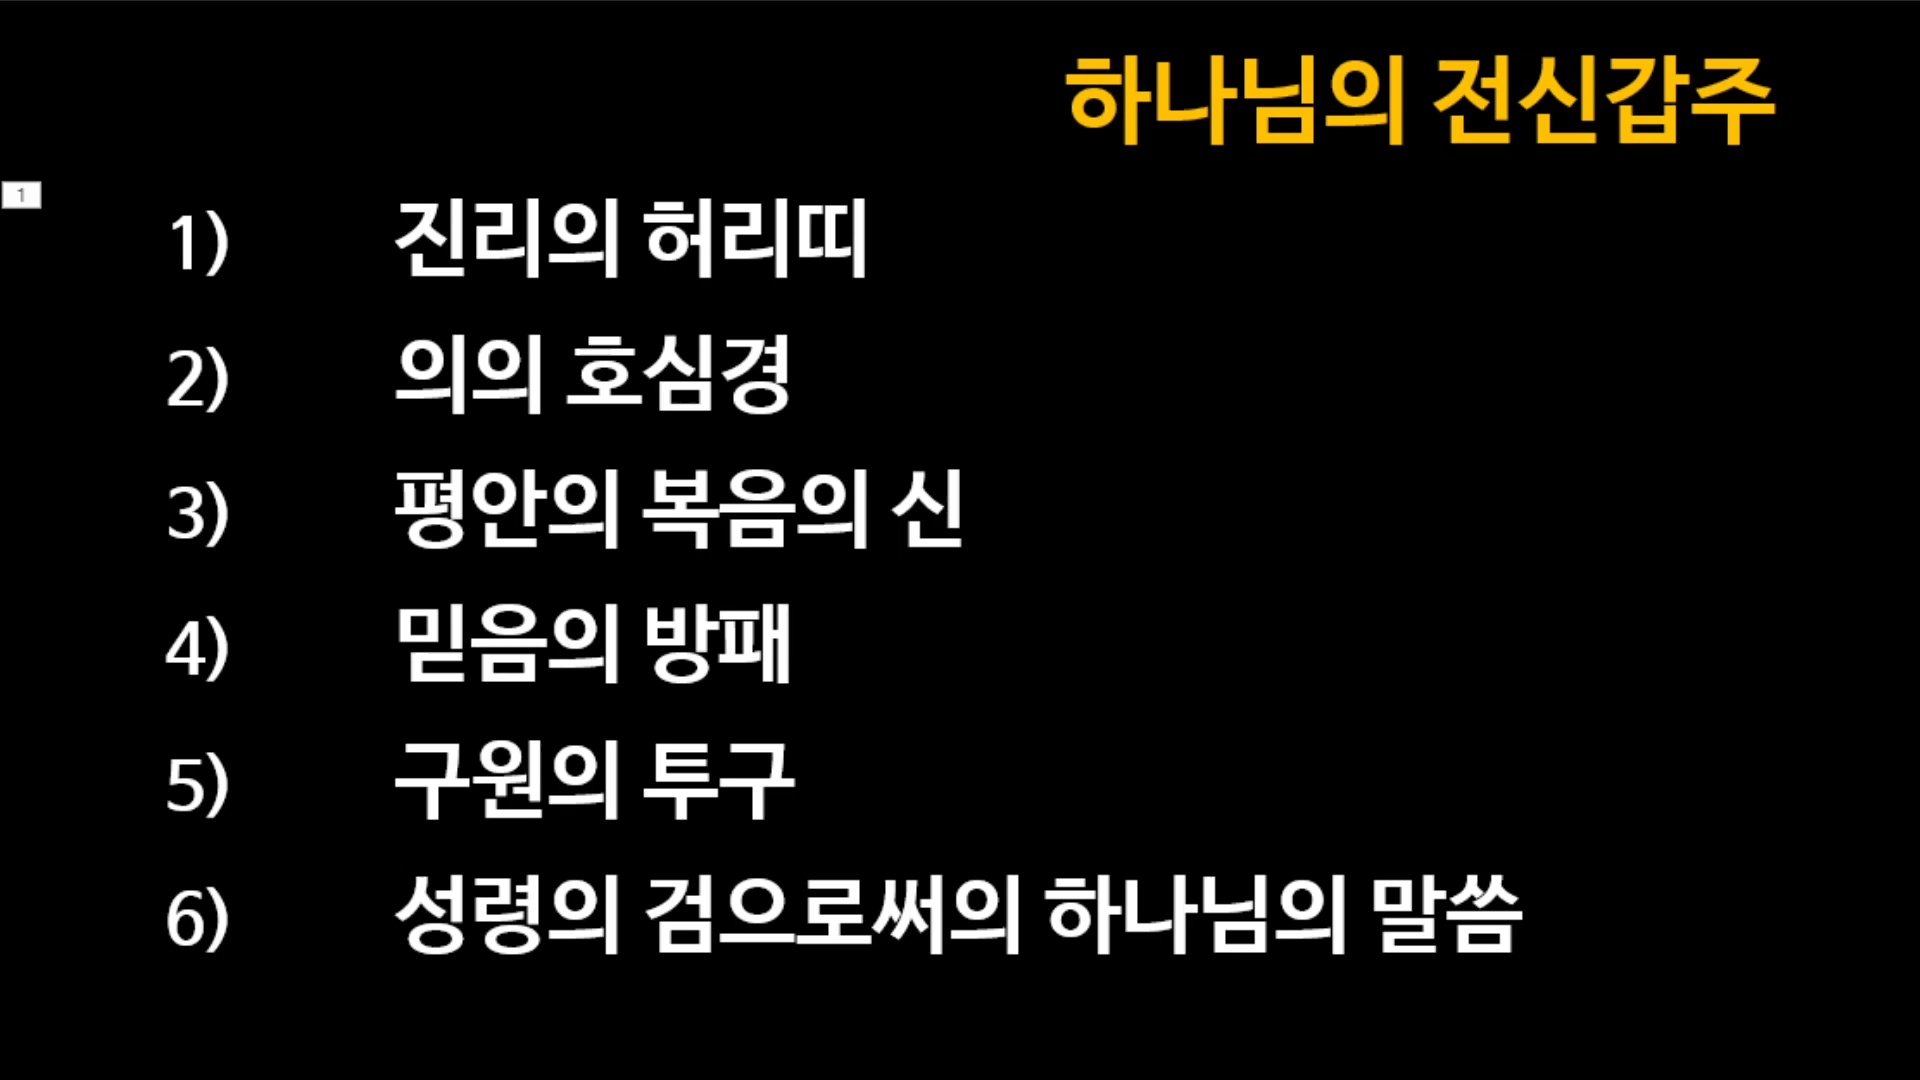 하나님의 전신갑주
1
1) 진리의 허리띠
2) 의의 호심경
3) 평안의 복음의 신
4) 믿음의 방패
5) 구원의 투구
6) 성령의 검으로써의 하나님의 말씀